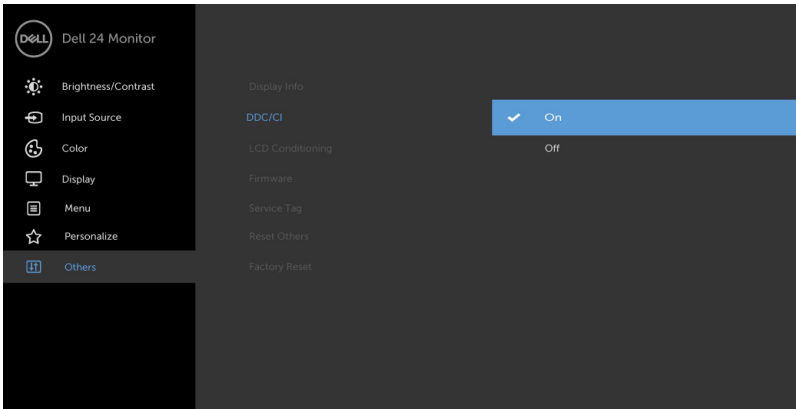 DELL
Dell 24 Monitor
Brightness/Contrast
Input Source
Color
Display
Menu
Personalize
Others
Display Info
DDC/CI
LCD Conditioning
Firmware
Service Tag
Reset Others
Factory Reset
On
Off